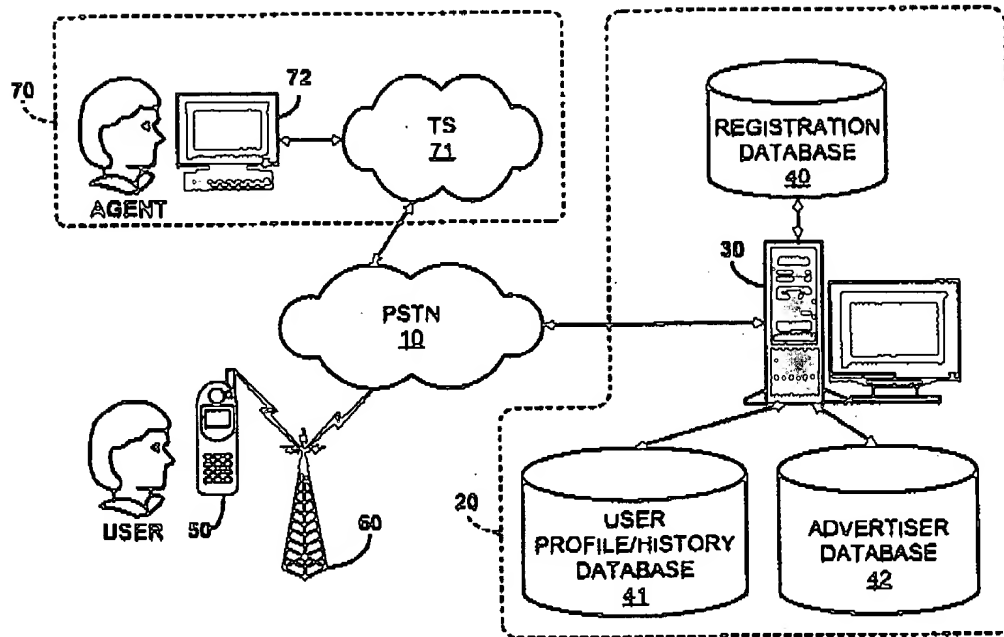 70
72
AGENT
TS
71
REGISTRATION
DATABASE
40
30
PSTN
10
USER
50
60
20
USER
PROFILE/HISTORY
DATABASE
41
ADVERTISER
DATABASE
42